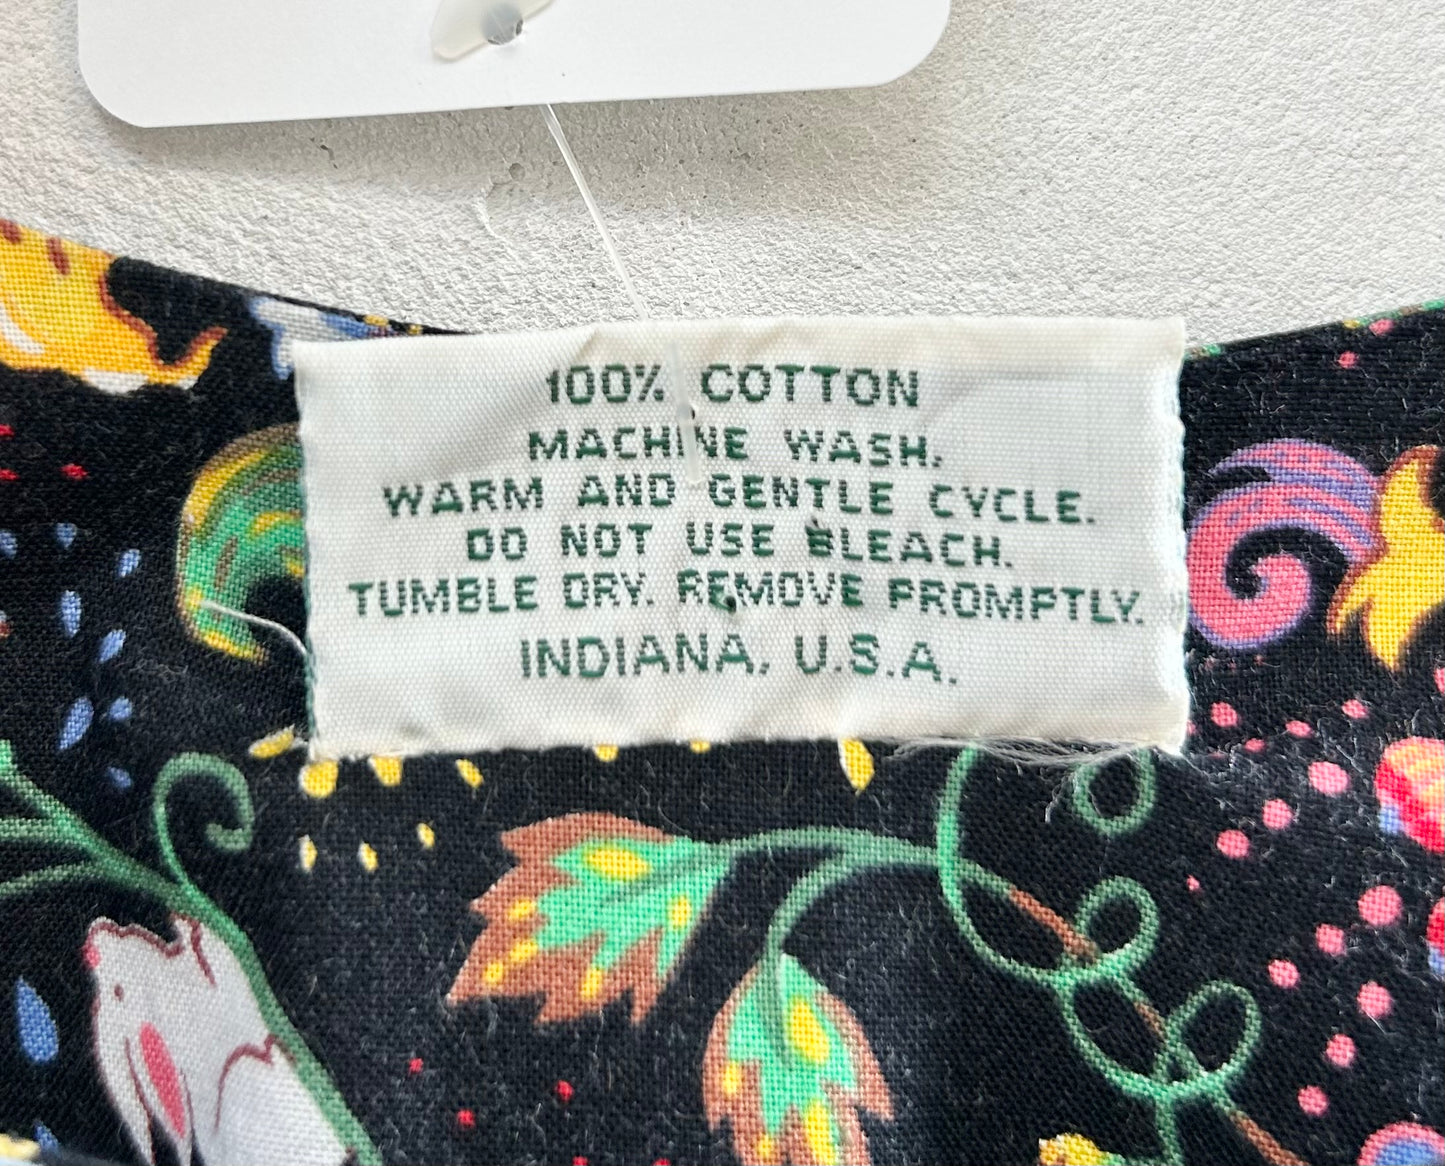 100% COTTON
MACHINE WASH.
WARM AND GENTLE CYCLE.
DO NOT USE BLEACH.
TUMBLE DRY. REMOVE PROMPTLY.
INDIANA, U.S.A.